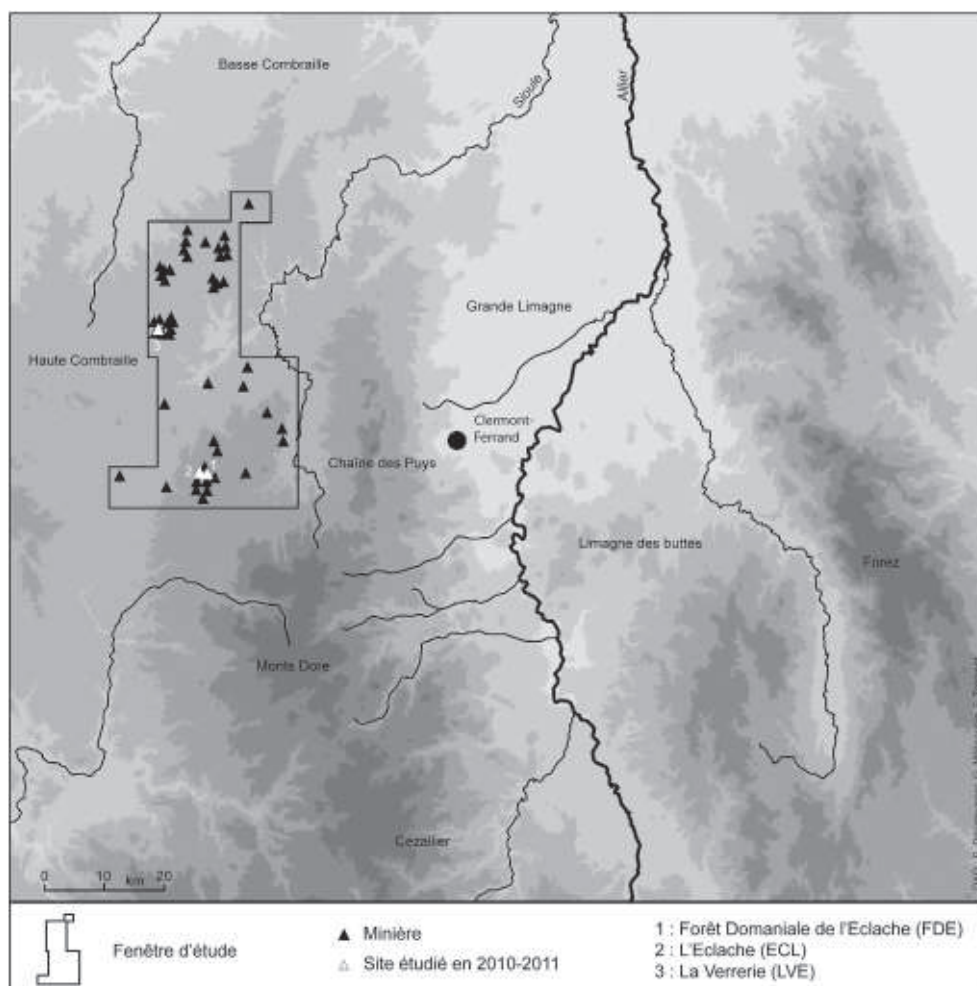 Basse Combraille
Sioule
Allier
Grande Limagne
Haute Combraille
Clermont-
Ferrand
Chaîne des Puys
Limagne des buttes
Forez
Monts Dore
Cezallier
0 km 20
Fenêtre d'étude
Minière
Site étudié en 2010-2011
1 : Forêt Domaniale de l'Eclache (FDE)
2 : L'Eclache (ECL)
3 : La Verrerie (LVE)